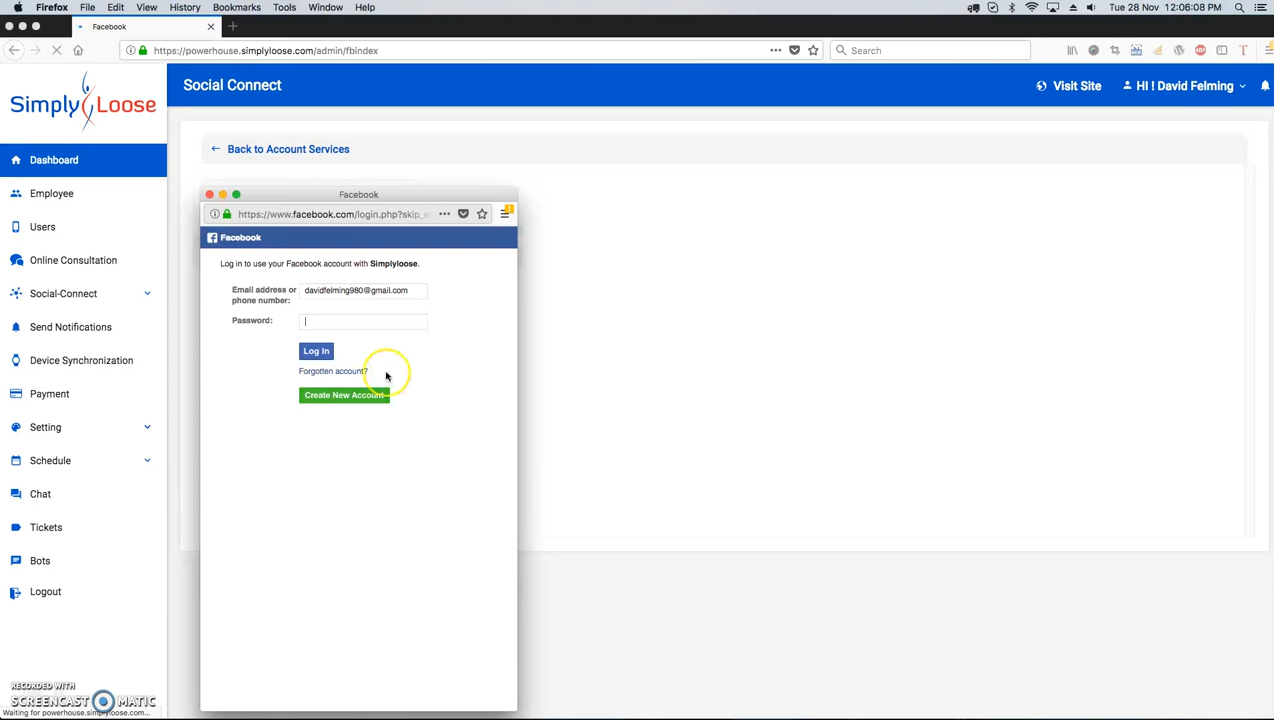 Firefox File Edit View History Bookmarks Tools Window Help Tue 28 Nov 12:06:08 PM
Facebook
https://powerhouse.simplyloose.com/admin/fbindex Search
Simply Loose
Social Connect Visit Site HI ! David Felming
Back to Account Services
Dashboard
Employee
Users
Online Consultation
Social-Connect
Send Notifications
Device Synchronization
Payment
Setting
Schedule
Chat
Tickets
Bots
Logout
Facebook
https://www.facebook.com/login.php?skip_
Facebook
Log in to use your Facebook account with Simplyloose.
Email address or
phone number:
davidfelming980@gmail.com
Password:
Log In
Forgotten account?
Create New Account
RECORDED WITH
SCREENCAST MATIC
Waiting for powerhouse.simplyloose.com...